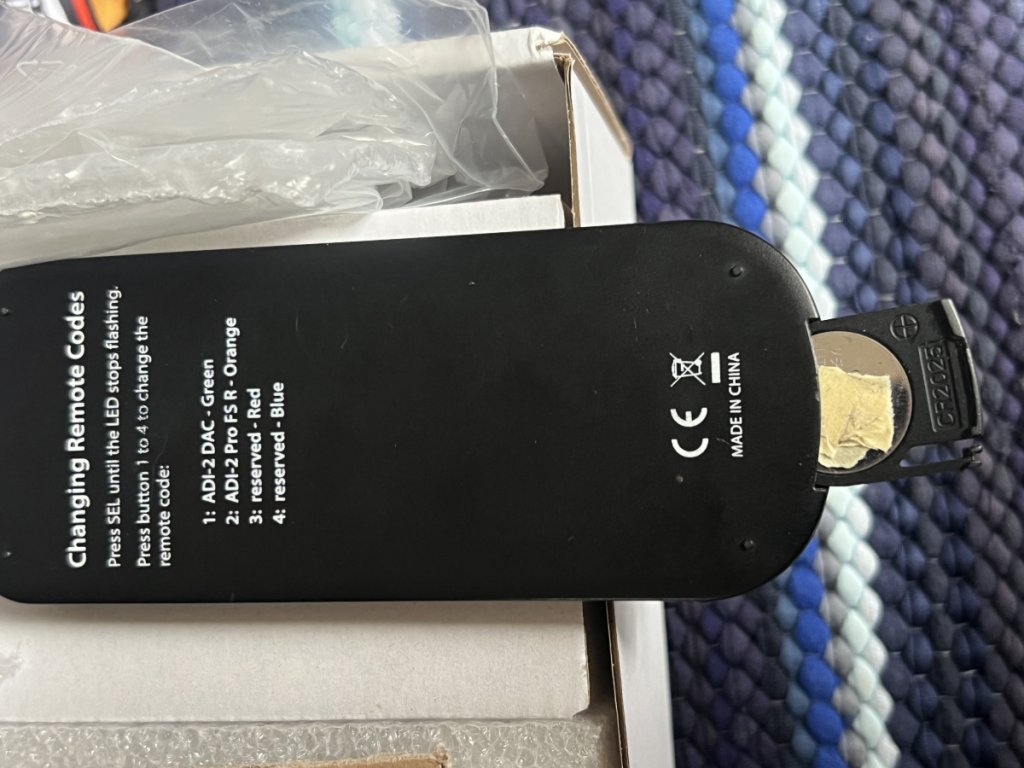 Changing Remote Codes
Press SEL until the LED stops flashing.
Press button 1 to 4 to change the
remote code:
1: ADI-2 DAC - Green
2: ADI-2 Pro FS R - Orange
3: reserved - Red
4: reserved - Blue
CE
MADE IN CHINA
CR2025